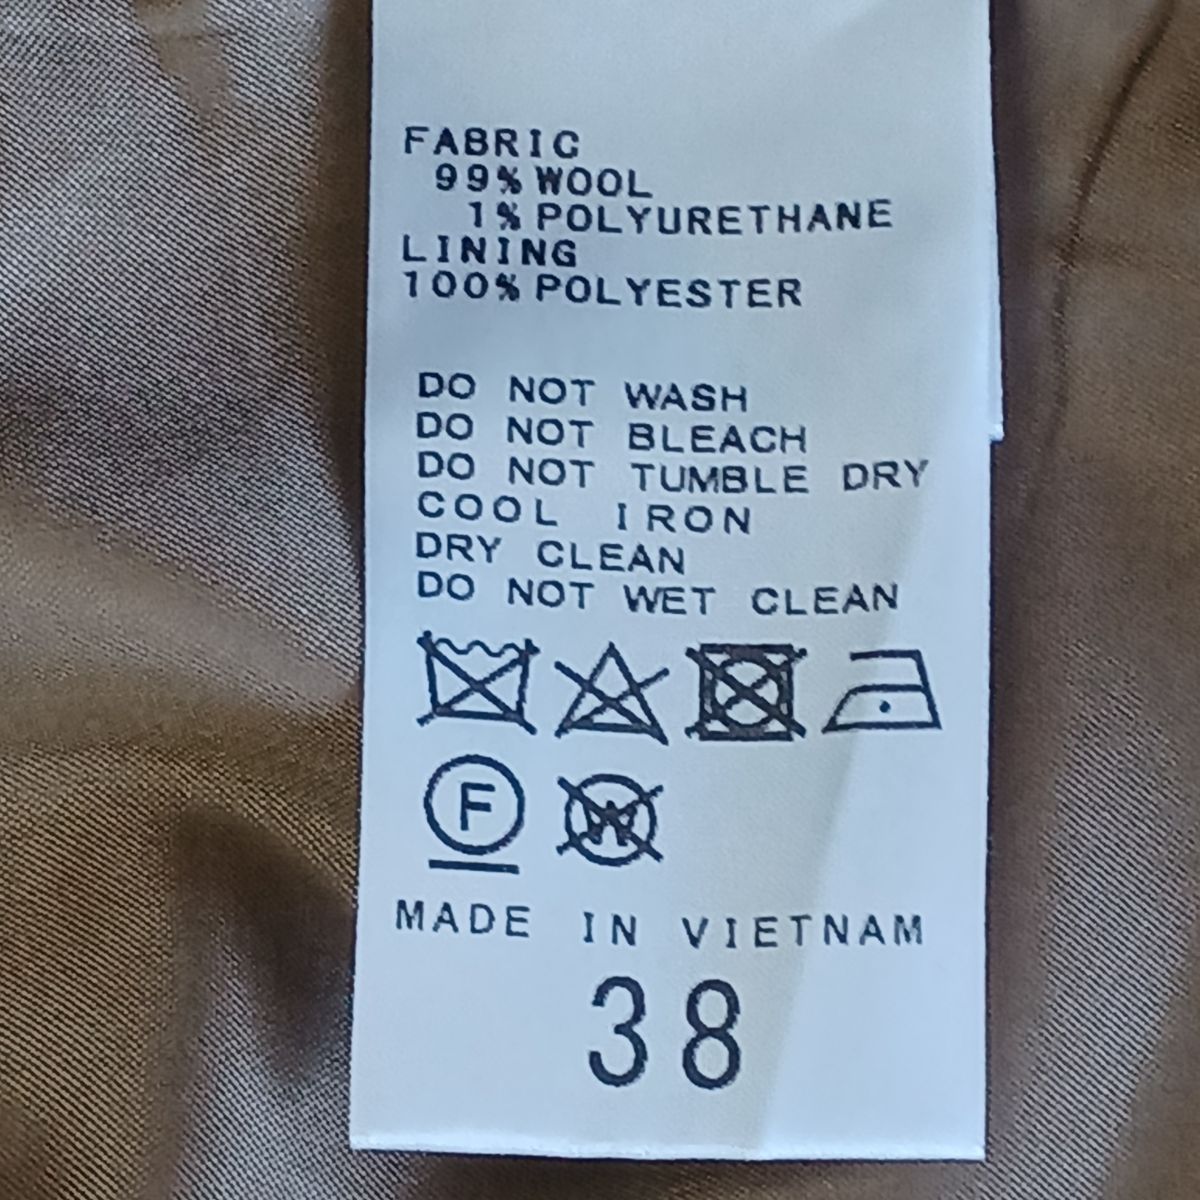 FABRIC
99% WOOL
1% POLYURETHANE
LINING
100% POLYESTER
DO NOT WASH
DO NOT BLEACH
DO NOT TUMBLE DRY
COOL IRON
DRY CLEAN
DO NOT WET CLEAN
F W
MADE IN VIETNAM
38